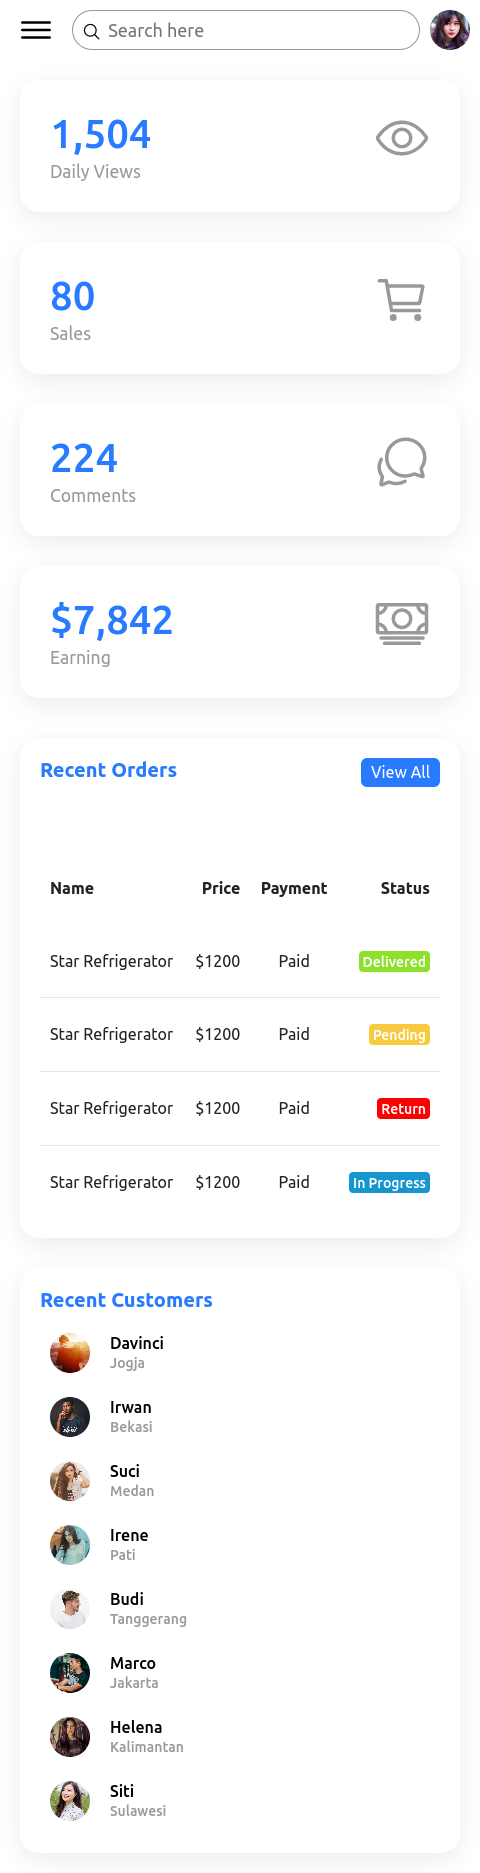 Search here
1,504
Daily Views
80
Sales
224
Comments
$7,842
Earning
Recent Orders View All
Name Price Payment Status
Star Refrigerator $1200 Paid Delivered
Star Refrigerator $1200 Paid Pending
Star Refrigerator $1200 Paid Return
Star Refrigerator $1200 Paid In Progress
Recent Customers
Davinci
Jogja
Irwan
Bekasi
Suci
Medan
Irene
Pati
Budi
Tanggerang
Marco
Jakarta
Helena
Kalimantan
Siti
Sulawesi